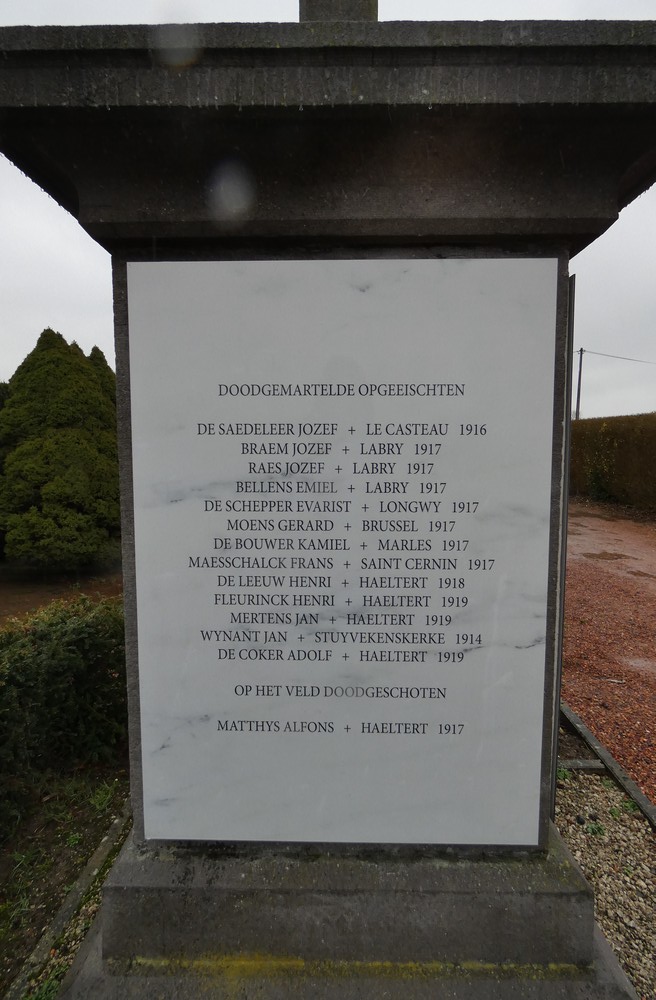 DOODGEMARTELDE OPGEEISCHTEN
DE SAEDELEER JOZEF + LE CASTEAU 1916
BRAEM JOZEF + LABRY 1917
RAES JOZEF + LABRY 1917
BELLENS EMIEL + LABRY 1917
DE SCHEPPER EVARIST + LONGWY 1917
MOENS GERARD + BRUSSEL 1917
DE BOUWER KAMIEL + MARLES 1917
MAESSCHALCK FRANS + SAINT CERNIN 1917
DE LEEUW HENRI + HAELTERT 1918
FLEURINCK HENRI + HAELTERT 1919
MERTENS JAN + HAELTERT 1919
WYNANT JAN + STUYVEKENSKERKE 1914
DE COKER ADOLF + HAELTERT 1919
OP HET VELD DOODGESCHOTEN
MATTHYS ALFONS + HAELTERT 1917